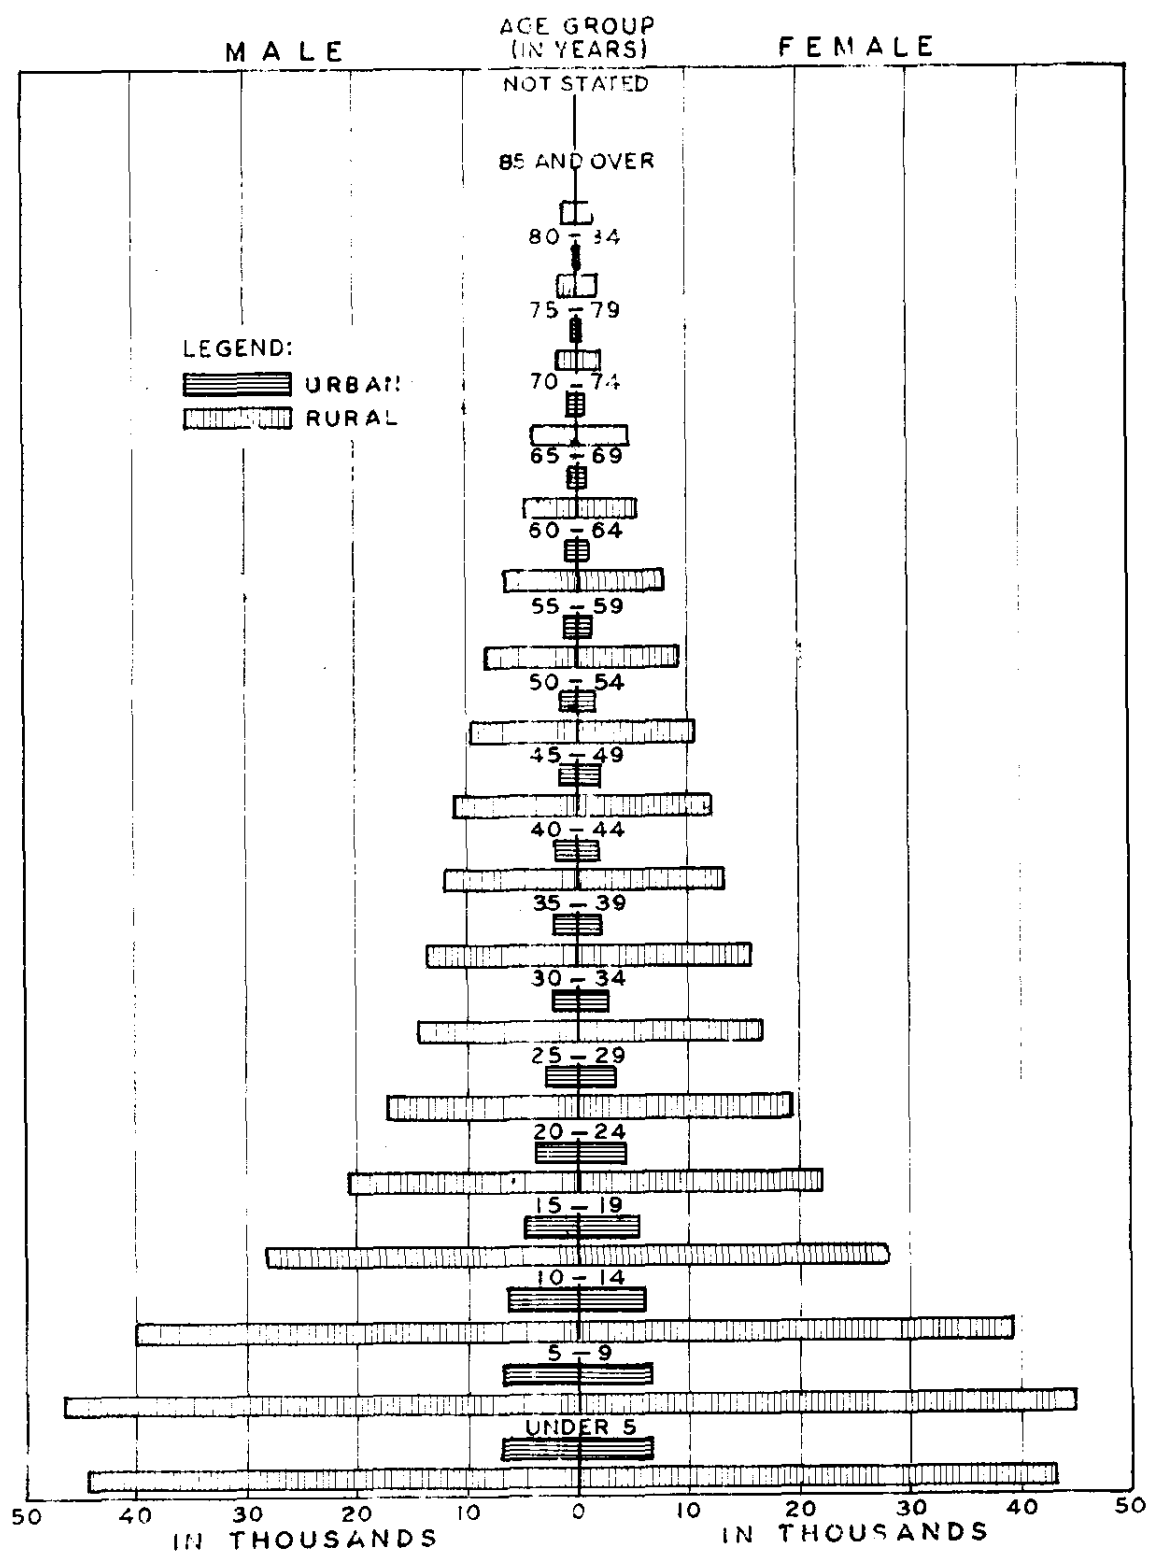 MALE
AGE GROUP
(IN YEARS)
FEMALE
NOT STATED
85 AND OVER
80 - 84
75 - 79
LEGEND:
URBAN
RURAL
70 - 74
65 - 69
60 - 64
55 - 59
50 - 54
45 - 49
40 - 44
35 - 39
30 - 34
25 - 29
20 - 24
15 - 19
10 - 14
5 - 9
UNDER 5
50 40 30 20 10 0 10 20 30 40 50
IN THOUSANDS IN THOUSANDS